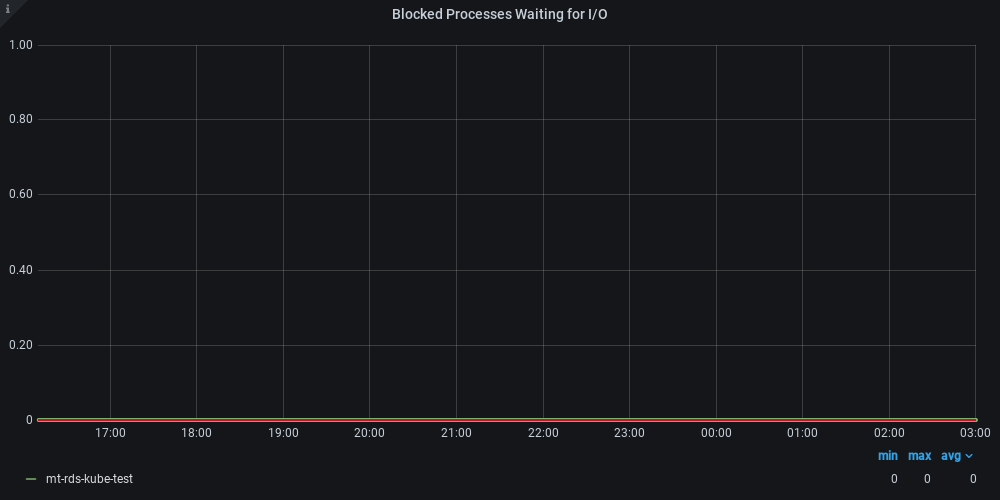 i
Blocked Processes Waiting for I/O
1.00
0.80
0.60
0.40
0.20
0
17:00 18:00 19:00 20:00 21:00 22:00 23:00 00:00 01:00 02:00 03:00
min max avg
mt-rds-kube-test 0 0 0